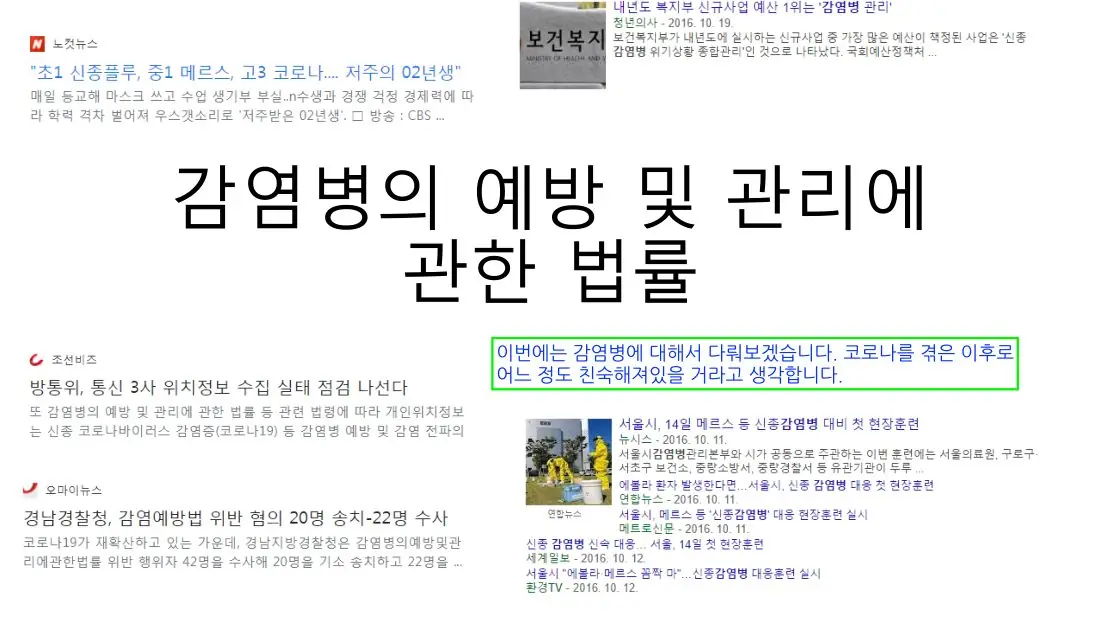 노컷뉴스
"초1 신종플루, 중1 메르스, 고3 코로나.... 저주의 02년생"
매일 등교해 마스크 쓰고 수업 생기부 부실..n수생과 경쟁 걱정 경제력에 따
라 학력 격차 벌어져 우스갯소리로 '저주받은 02년생'. □ 방송 : CBS ...
보건복지
MINISTRY OF HEALTH AND W
내년도 복지부 신규사업 예산 1위는 '감염병 관리'
청년의사 - 2016. 10. 19.
보건복지부가 내년도에 실시하는 신규사업 중 가장 많은 예산이 책정된 사업은 '신종
감염병 위기상황 종합관리'인 것으로 나타났다. 국회예산정책처 ...
감염병의 예방 및 관리에
관한 법률
조선비즈
방통위, 통신 3사 위치정보 수집 실태 점검 나선다
또 감염병의 예방 및 관리에 관한 법률 등 관련 법령에 따라 개인위치정보
는 신종 코로나바이러스 감염증(코로나19) 등 감염병 예방 및 감염 전파의
오마이뉴스
경남경찰청, 감염예방법 위반 혐의 20명 송치-22명 수사
코로나19가 재확산하고 있는 가운데, 경남지방경찰청은 감염병의예방및관
리에관한법률 위반 행위자 42명을 수사해 20명을 기소 송치하고 22명을 ...
이번에는 감염병에 대해서 다뤄보겠습니다. 코로나를 겪은 이후로
어느 정도 친숙해져있을 거라고 생각합니다.
서울시, 14일 메르스 등 신종감염병 대비 첫 현장훈련
뉴시스 - 2016. 10. 11.
서울시감염병관리본부와 시가 공동으로 주관하는 이번 훈련에는 서울의료원, 구로구·
서초구 보건소, 중랑소방서, 중랑경찰서 등 유관기관이 두루 ...
에볼라 환자 발생한다면…서울시, 신종 감염병 대응 첫 현장훈련
연합뉴스 - 2016. 10. 11.
연합뉴스
서울시, 메르스 등 '신종감염병' 대응 현장훈련 실시
메트로신문 - 2016. 10. 11.
신종 감염병 신속 대응… 서울, 14일 첫 현장훈련
세계일보 - 2016. 10. 12.
서울시 "에볼라·메르스 꼼짝 마"…신종감염병 대응훈련 실시
환경TV - 2016. 10. 12.